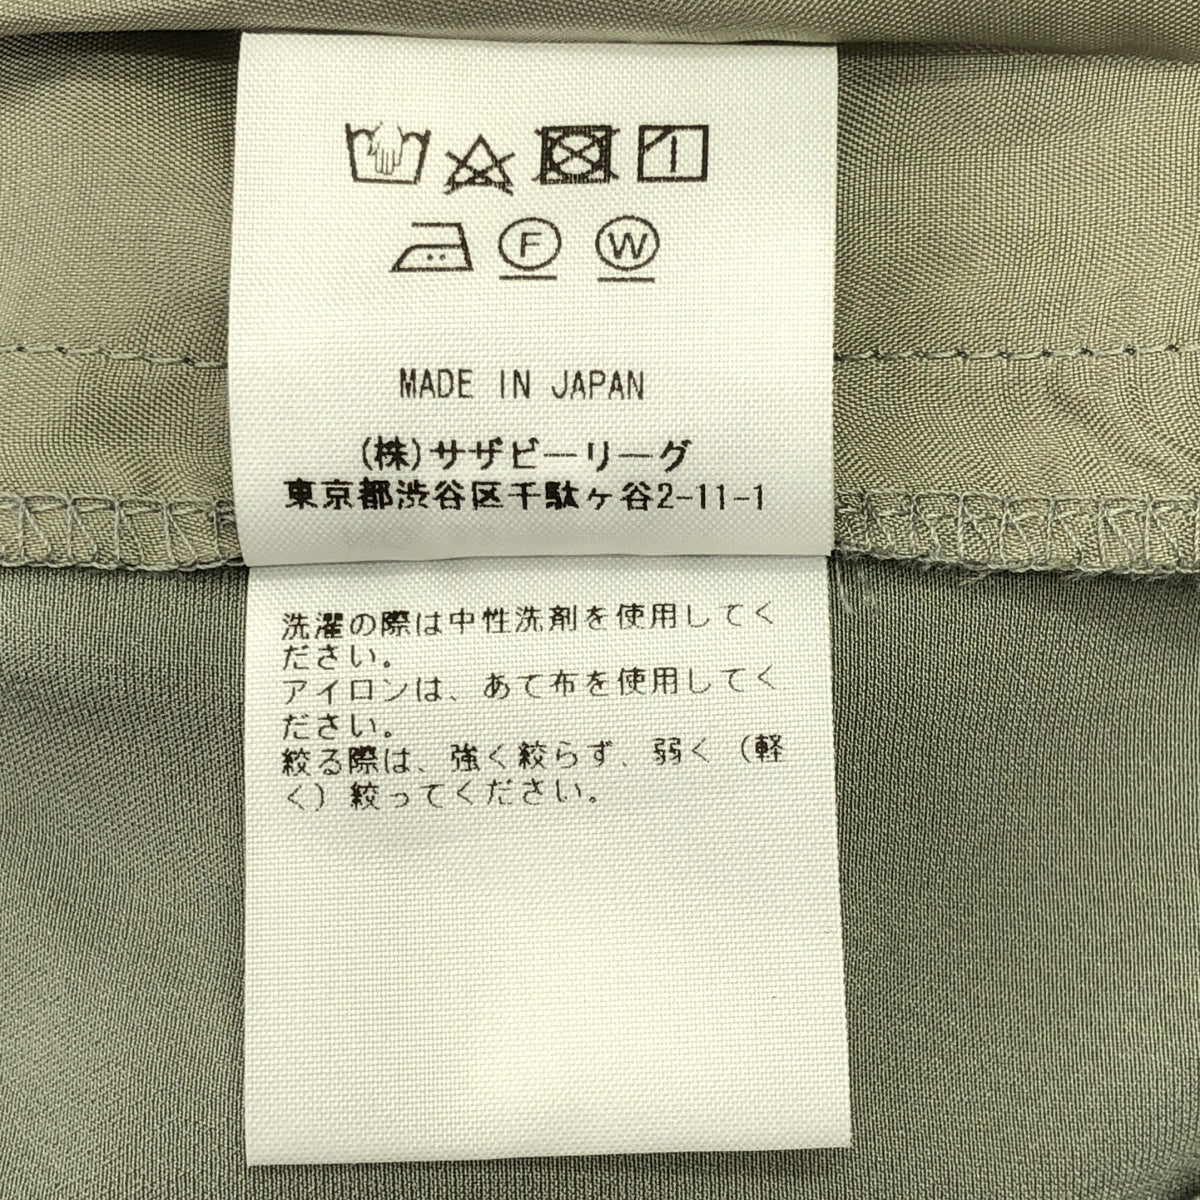 F W
MADE IN JAPAN
(株)サザビーリーグ
東京都渋谷区千駄ヶ谷2-11-1
洗濯の際は中性洗剤を使用してく
ださい。
アイロンは、あて布を使用してく
ださい。
絞る際は、強く絞らず、弱く（軽
く）絞ってください。